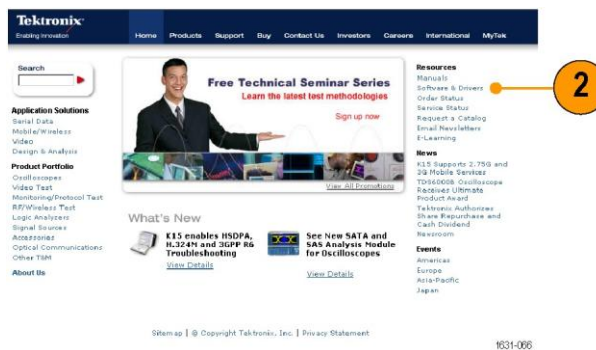 Tektronix
Enabling Innovation
Home Products Support Buy Contact Us Investors Careers International MyTek
Search
Application Solutions
Serial Data
Mobile/Wireless
Video
Design & Analysis
Product Portfolio
Oscilloscopes
Video Test
Monitoring/Protocol Test
RF/Wireless Test
Logic Analyzers
Signal Sources
Accessories
Optical Communications
Other T&M
About Us
Free Technical Seminar Series
Learn the latest test methodologies
Sign up now
View All Promotions
What's New
K15 enables HSDPA,
H.324M and 3GPP R6
Troubleshooting
View Details
See New SATA and
SAS Analysis Module
for Oscilloscopes
View Details
Resources
Manuals
Software & Drivers
Order Status
Service Status
Request a Catalog
Email Newsletters
E-Learning
News
K15 Supports 2.75G and
3G Mobile Services
TDS6000B Oscilloscope
Receives Ultimate
Product Award
Tektronix Authorizes
Share Repurchase and
Cash Dividend
Newsroom
Events
Americas
Europe
Asia-Pacific
Japan
2
Sitemap | © Copyright Tektronix, Inc. | Privacy Statement
1631-066